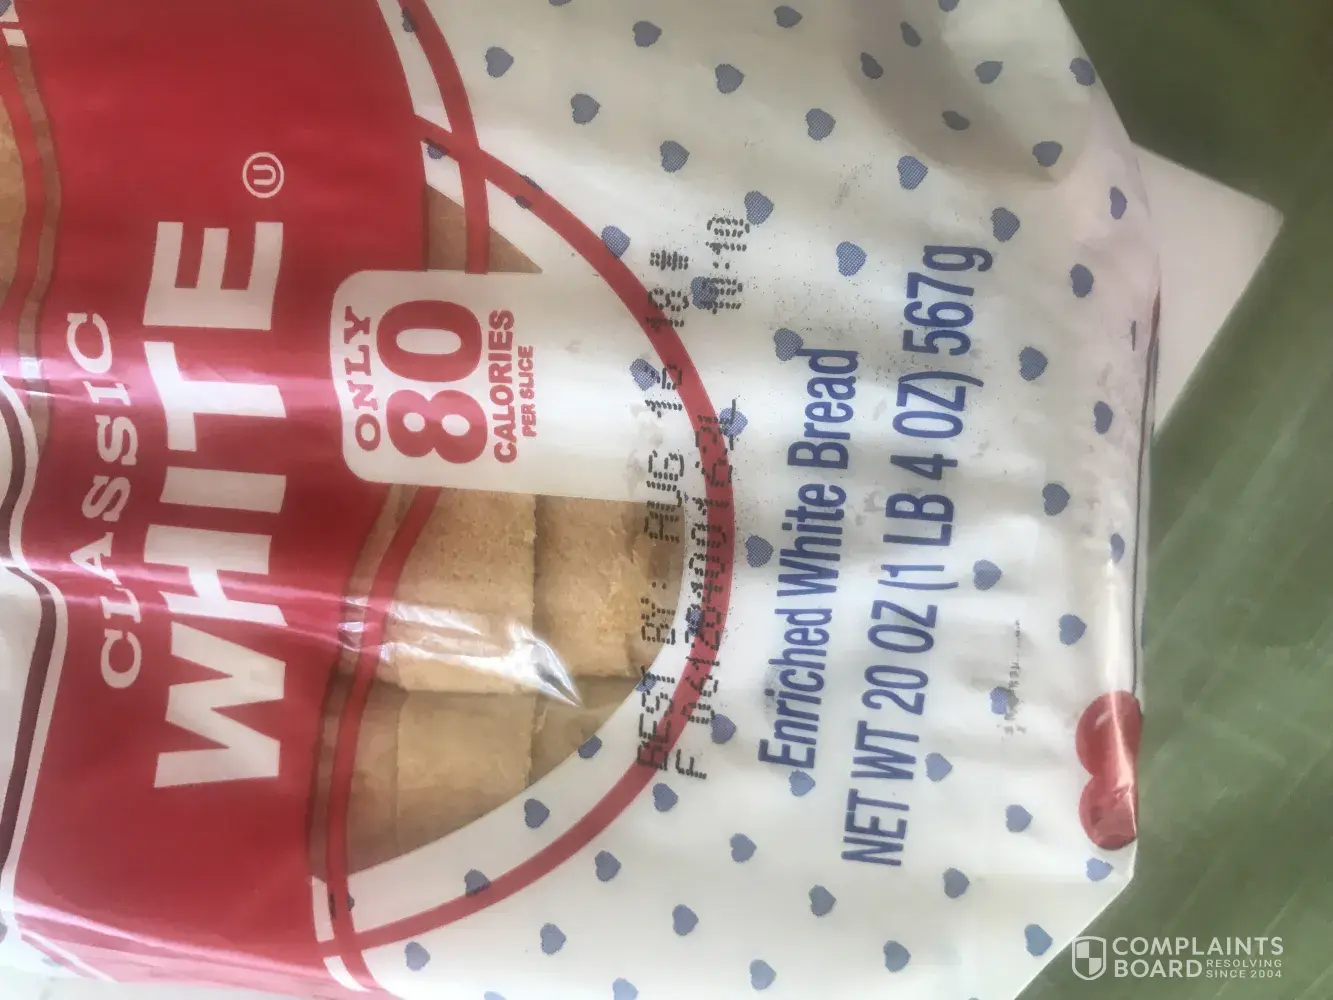 CLASSIC
WHITE Ⓤ
ONLY
80
CALORIES
PER SLICE
BEST BY: AUG 12
Enriched White Bread
NET WT 20 OZ (1 LB 4 OZ) 567g
COMPLAINTS
BOARD
RESOLVING
SINCE 2004